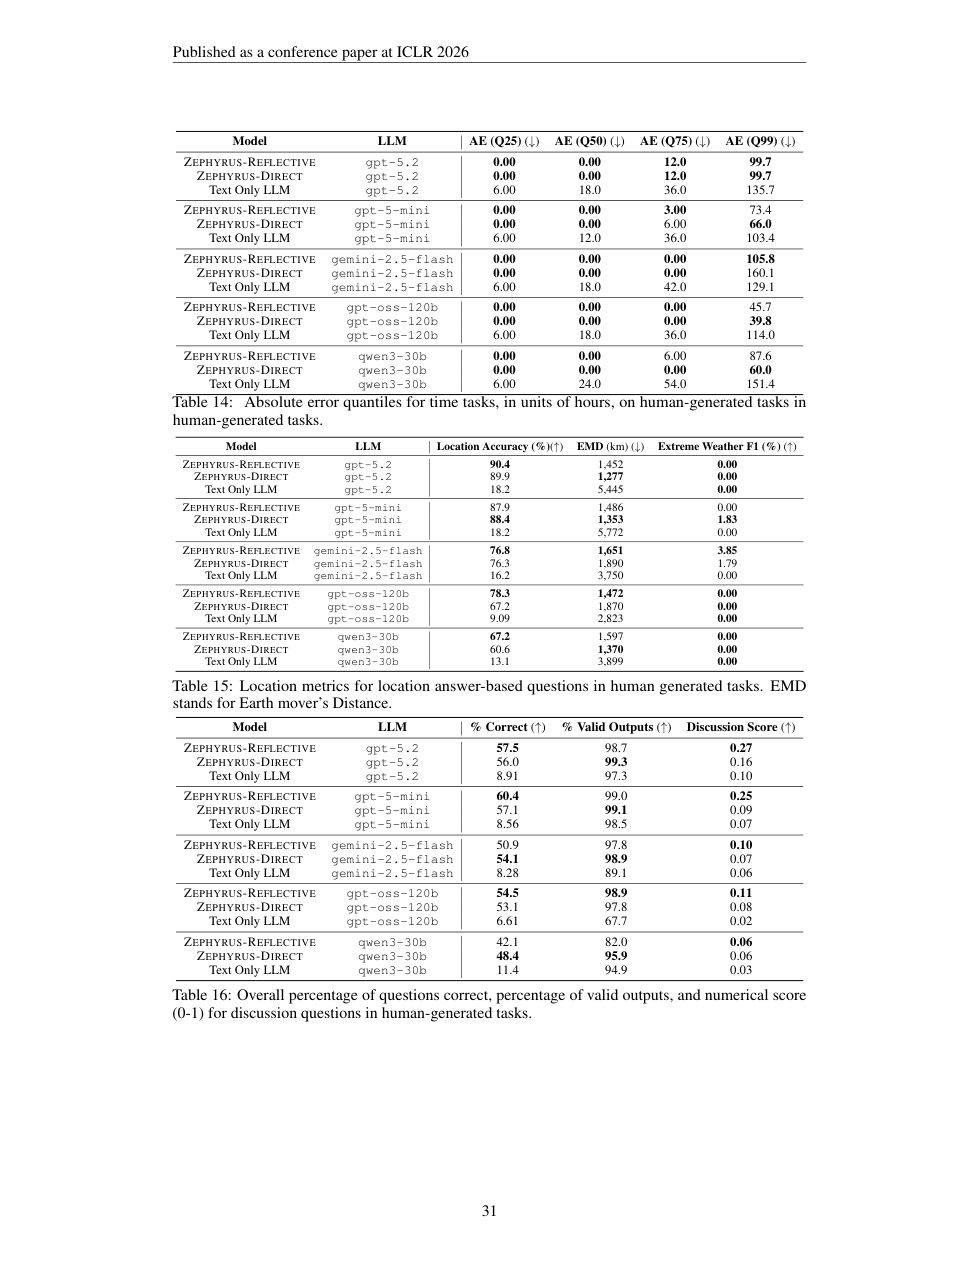 Published as a conference paper at ICLR 2026
Model LLM AE (Q25) (↓) AE (Q50) (↓) AE (Q75) (↓) AE (Q99) (↓)
ZEPHYRUS-REFLECTIVE gpt-5.2 0.00 0.00 12.0 99.7
ZEPHYRUS-DIRECT gpt-5.2 0.00 0.00 12.0 99.7
Text Only LLM gpt-5.2 6.00 18.0 36.0 135.7
ZEPHYRUS-REFLECTIVE gpt-5-mini 0.00 0.00 3.00 73.4
ZEPHYRUS-DIRECT gpt-5-mini 0.00 0.00 6.00 66.0
Text Only LLM gpt-5-mini 6.00 12.0 36.0 103.4
ZEPHYRUS-REFLECTIVE gemini-2.5-flash 0.00 0.00 0.00 105.8
ZEPHYRUS-DIRECT gemini-2.5-flash 0.00 0.00 0.00 160.1
Text Only LLM gemini-2.5-flash 6.00 18.0 42.0 129.1
ZEPHYRUS-REFLECTIVE gpt-oss-120b 0.00 0.00 0.00 45.7
ZEPHYRUS-DIRECT gpt-oss-120b 0.00 0.00 0.00 39.8
Text Only LLM gpt-oss-120b 6.00 18.0 36.0 114.0
ZEPHYRUS-REFLECTIVE qwen3-30b 0.00 0.00 6.00 87.6
ZEPHYRUS-DIRECT qwen3-30b 0.00 0.00 0.00 60.0
Text Only LLM qwen3-30b 6.00 24.0 54.0 151.4
Table 14: Absolute error quantiles for time tasks, in units of hours, on human-generated tasks in
human-generated tasks.
Model LLM Location Accuracy (%)(↑) EMD (km) (↓) Extreme Weather F1 (%) (↑)
ZEPHYRUS-REFLECTIVE gpt-5.2 90.4 1,452 0.00
ZEPHYRUS-DIRECT gpt-5.2 89.9 1,277 0.00
Text Only LLM gpt-5.2 18.2 5,445 0.00
ZEPHYRUS-REFLECTIVE gpt-5-mini 87.9 1,486 0.00
ZEPHYRUS-DIRECT gpt-5-mini 88.4 1,353 1.83
Text Only LLM gpt-5-mini 18.2 5,772 0.00
ZEPHYRUS-REFLECTIVE gemini-2.5-flash 76.8 1,651 3.85
ZEPHYRUS-DIRECT gemini-2.5-flash 76.3 1,890 1.79
Text Only LLM gemini-2.5-flash 16.2 3,750 0.00
ZEPHYRUS-REFLECTIVE gpt-oss-120b 78.3 1,472 0.00
ZEPHYRUS-DIRECT gpt-oss-120b 67.2 1,870 0.00
Text Only LLM gpt-oss-120b 9.09 2,823 0.00
ZEPHYRUS-REFLECTIVE qwen3-30b 67.2 1,597 0.00
ZEPHYRUS-DIRECT qwen3-30b 60.6 1,370 0.00
Text Only LLM qwen3-30b 13.1 3,899 0.00
Table 15: Location metrics for location answer-based questions in human generated tasks. EMD
stands for Earth mover's Distance.
Model LLM % Correct (↑) % Valid Outputs (↑) Discussion Score (↑)
ZEPHYRUS-REFLECTIVE gpt-5.2 57.5 98.7 0.27
ZEPHYRUS-DIRECT gpt-5.2 56.0 99.3 0.16
Text Only LLM gpt-5.2 8.91 97.3 0.10
ZEPHYRUS-REFLECTIVE gpt-5-mini 60.4 99.0 0.25
ZEPHYRUS-DIRECT gpt-5-mini 57.1 99.1 0.09
Text Only LLM gpt-5-mini 8.56 98.5 0.07
ZEPHYRUS-REFLECTIVE gemini-2.5-flash 50.9 97.8 0.10
ZEPHYRUS-DIRECT gemini-2.5-flash 54.1 98.9 0.07
Text Only LLM gemini-2.5-flash 8.28 89.1 0.06
ZEPHYRUS-REFLECTIVE gpt-oss-120b 54.5 98.9 0.11
ZEPHYRUS-DIRECT gpt-oss-120b 53.1 97.8 0.08
Text Only LLM gpt-oss-120b 6.61 67.7 0.02
ZEPHYRUS-REFLECTIVE qwen3-30b 42.1 82.0 0.06
ZEPHYRUS-DIRECT qwen3-30b 48.4 95.9 0.06
Text Only LLM qwen3-30b 11.4 94.9 0.03
Table 16: Overall percentage of questions correct, percentage of valid outputs, and numerical score
(0-1) for discussion questions in human-generated tasks.
31